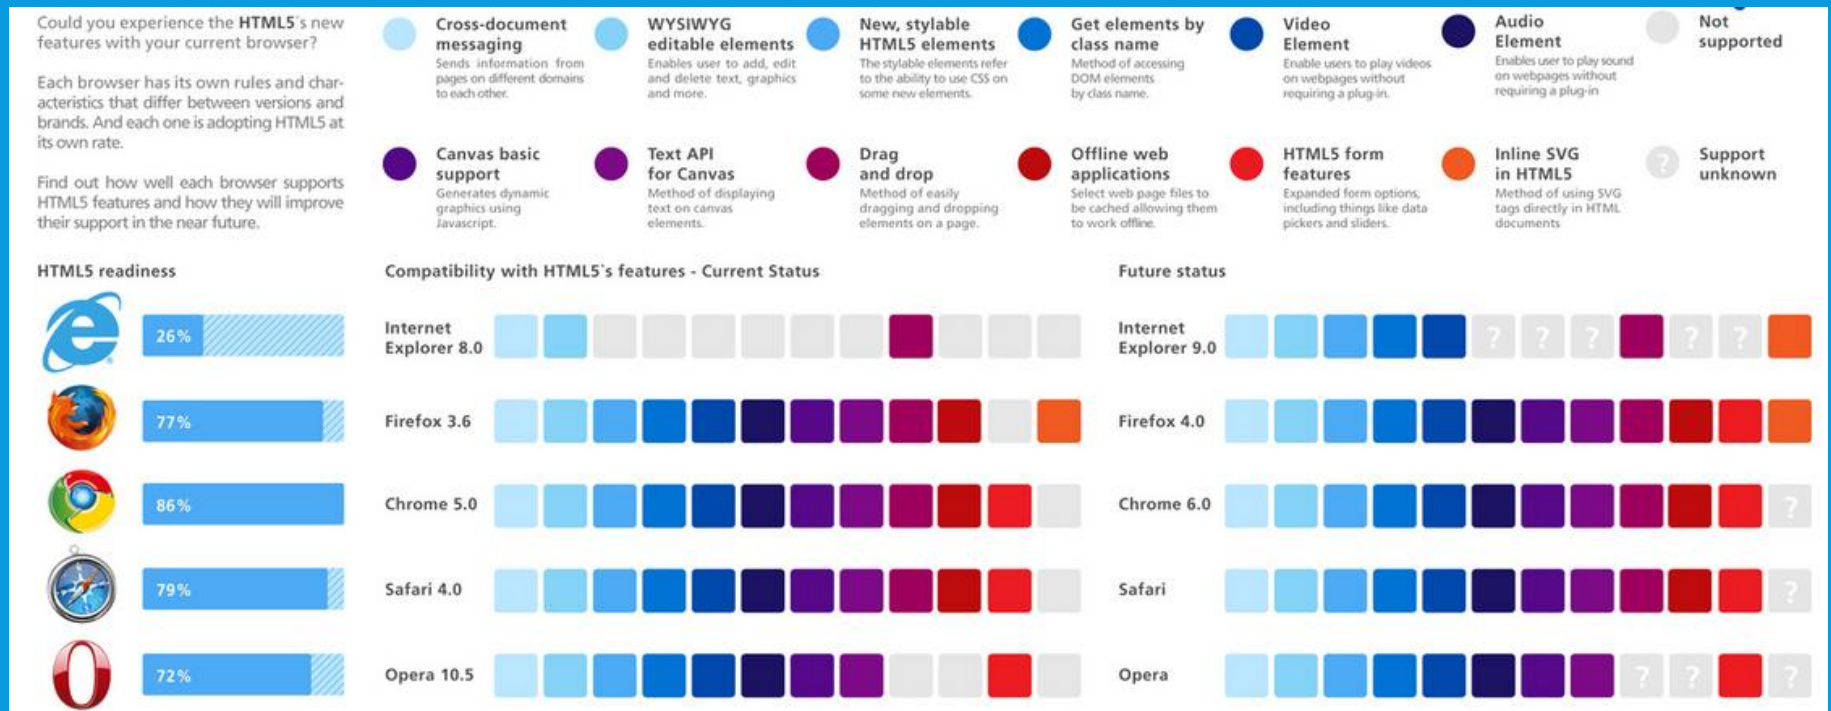 Could you experience the HTML5's new
features with your current browser?
Each browser has its own rules and char-
acteristics that differ between versions and
brands. And each one is adopting HTML5 at
its own rate.
Find out how well each browser supports
HTML5 features and how they will improve
their support in the near future.
Cross-document
messaging
Sends information from
pages on different domains
to each other.
WYSIWYG
editable elements
Enables user to add, edit
and delete text, graphics
and more.
New, stylable
HTML5 elements
The stylable elements refer
to the ability to use CSS on
some new elements.
Get elements by
class name
Method of accessing
DOM elements
by class name.
Video
Element
Enable users to play videos
on webpages without
requiring a plug-in.
Audio
Element
Enables user to play sound
on webpages without
requiring a plug-in
Not
supported
Canvas basic
support
Generates dynamic
graphics using
Javascript.
Text API
for Canvas
Method of displaying
text on canvas
elements.
Drag
and drop
Method of easily
dragging and dropping
elements on a page.
Offline web
applications
Select web page files to
be cached allowing them
to work offline.
HTML5 form
features
Expanded form options,
including things like data
pickers and sliders.
Inline SVG
in HTML5
Method of using SVG
tags directly in HTML
documents
?
Support
unknown
HTML5 readiness
Compatibility with HTML5's features - Current Status
Future status
26%
Internet
Explorer 8.0
Internet
Explorer 9.0
? ? ? ? ?
77%
Firefox 3.6
Firefox 4.0
86%
Chrome 5.0
Chrome 6.0
?
79%
Safari 4.0
Safari
?
72%
Opera 10.5
Opera
? ? ?